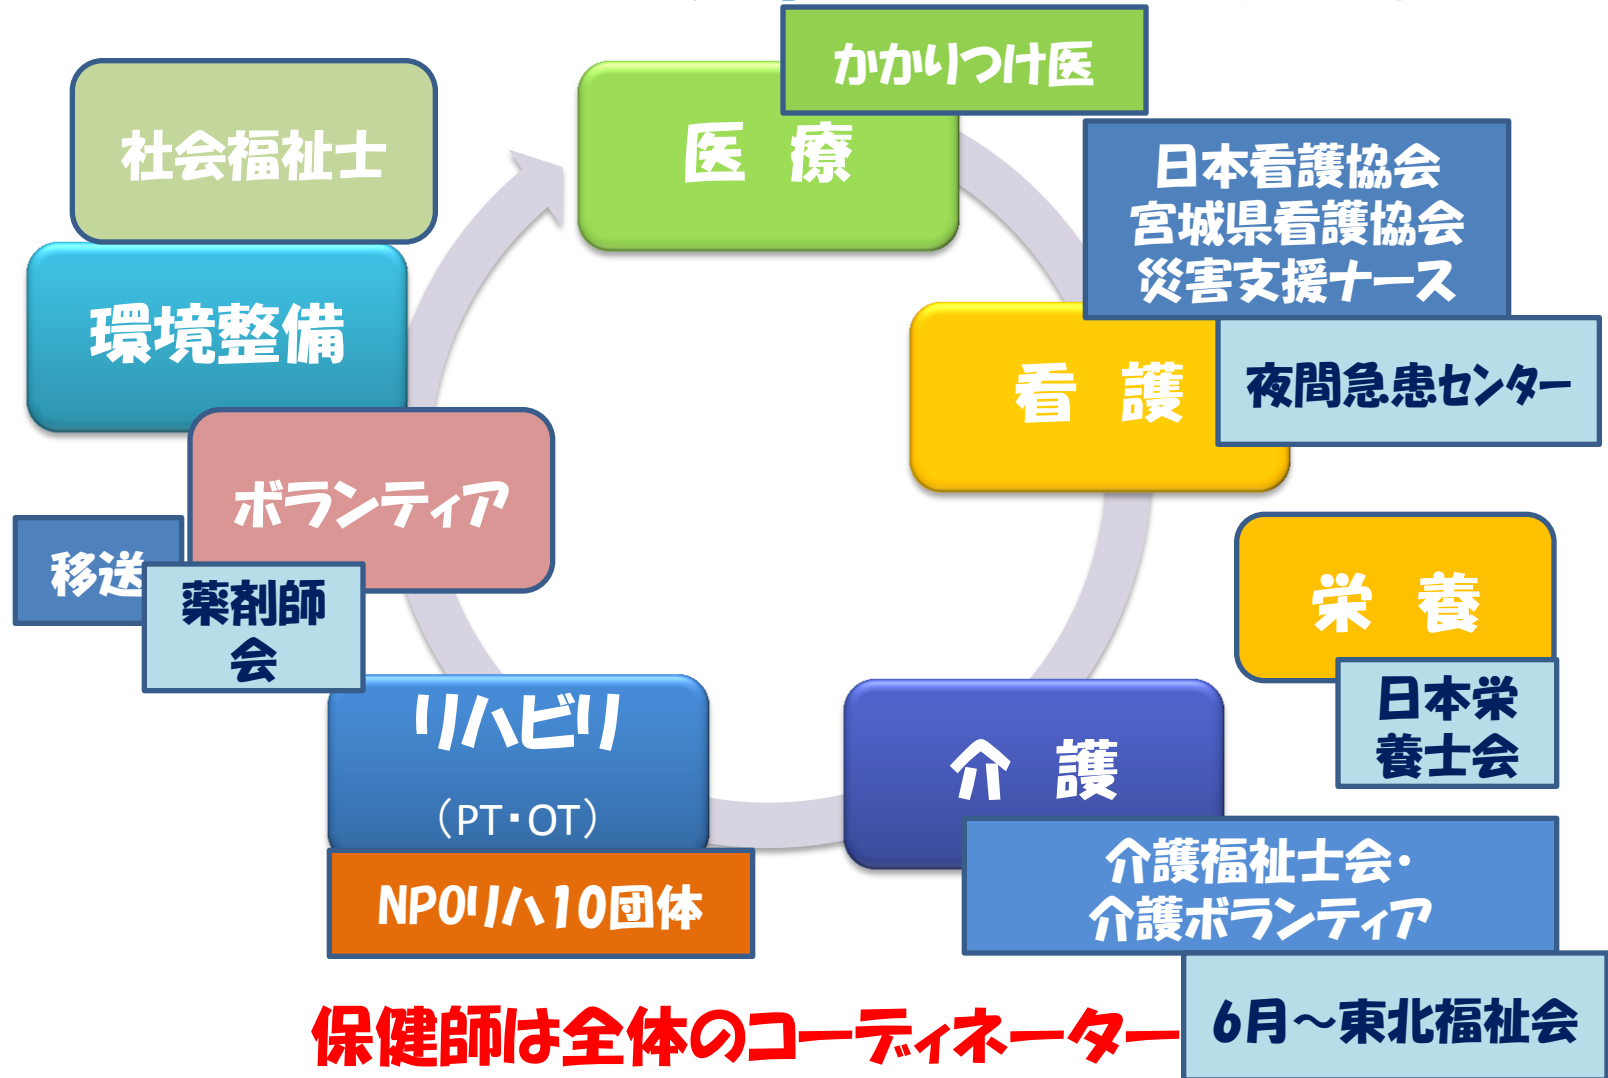 かかりつけ医
医 療
社会福祉士
日本看護協会
宮城県看護協会
災害支援ナース
環境整備
看 護
夜間急患センター
ボランティア
移送
薬剤師
会
栄 養
日本栄
養士会
リハビリ
（PT・OT）
NPOリハ10団体
介 護
介護福祉士会・
介護ボランティア
6月～東北福祉会
保健師は全体のコーディネーター